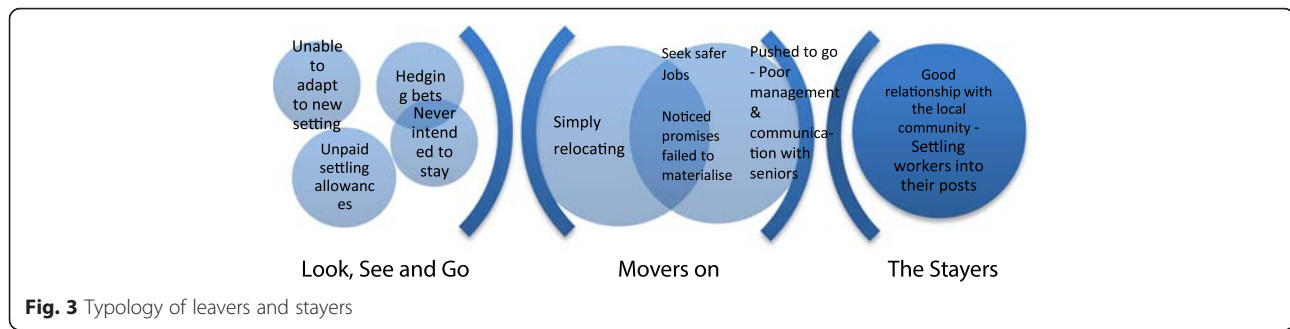 Unable
to
adapt
to new
setting
Hedgin
g bets
Never
intend
ed to
stay
Unpaid
settling
allowanc
es
Simply
relocating
Seek safer
Jobs
Noticed
promises
failed to
materialise
Pushed to go
- Poor
management
&
communica-
tion with
seniors
Good
relationship with
the local
community -
Settling
workers into
their posts
Look, See and Go
Movers on
The Stayers
Fig. 3 Typology of leavers and stayers